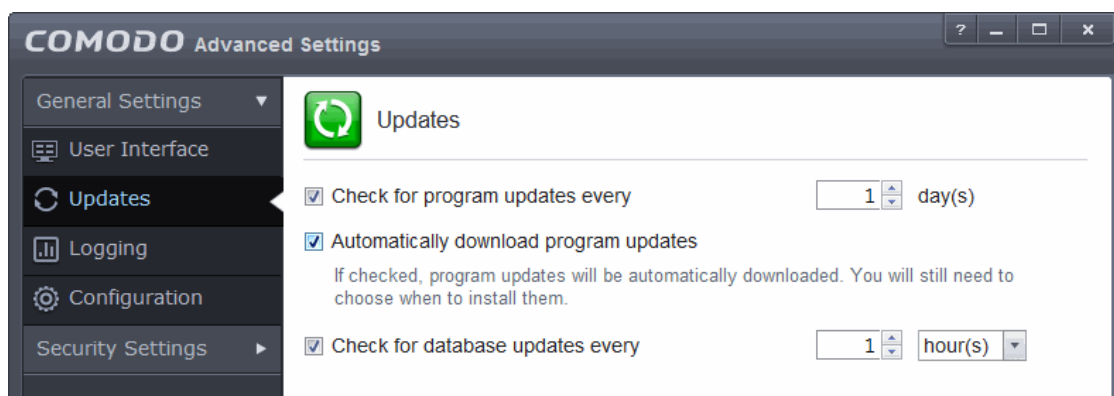 COMODO Advanced Settings
?
General Settings
User Interface
Updates
Logging
Configuration
Security Settings
Updates
Check for program updates every 1 day(s)
Automatically download program updates
If checked, program updates will be automatically downloaded. You will still need to
choose when to install them.
Check for database updates every 1 hour(s)